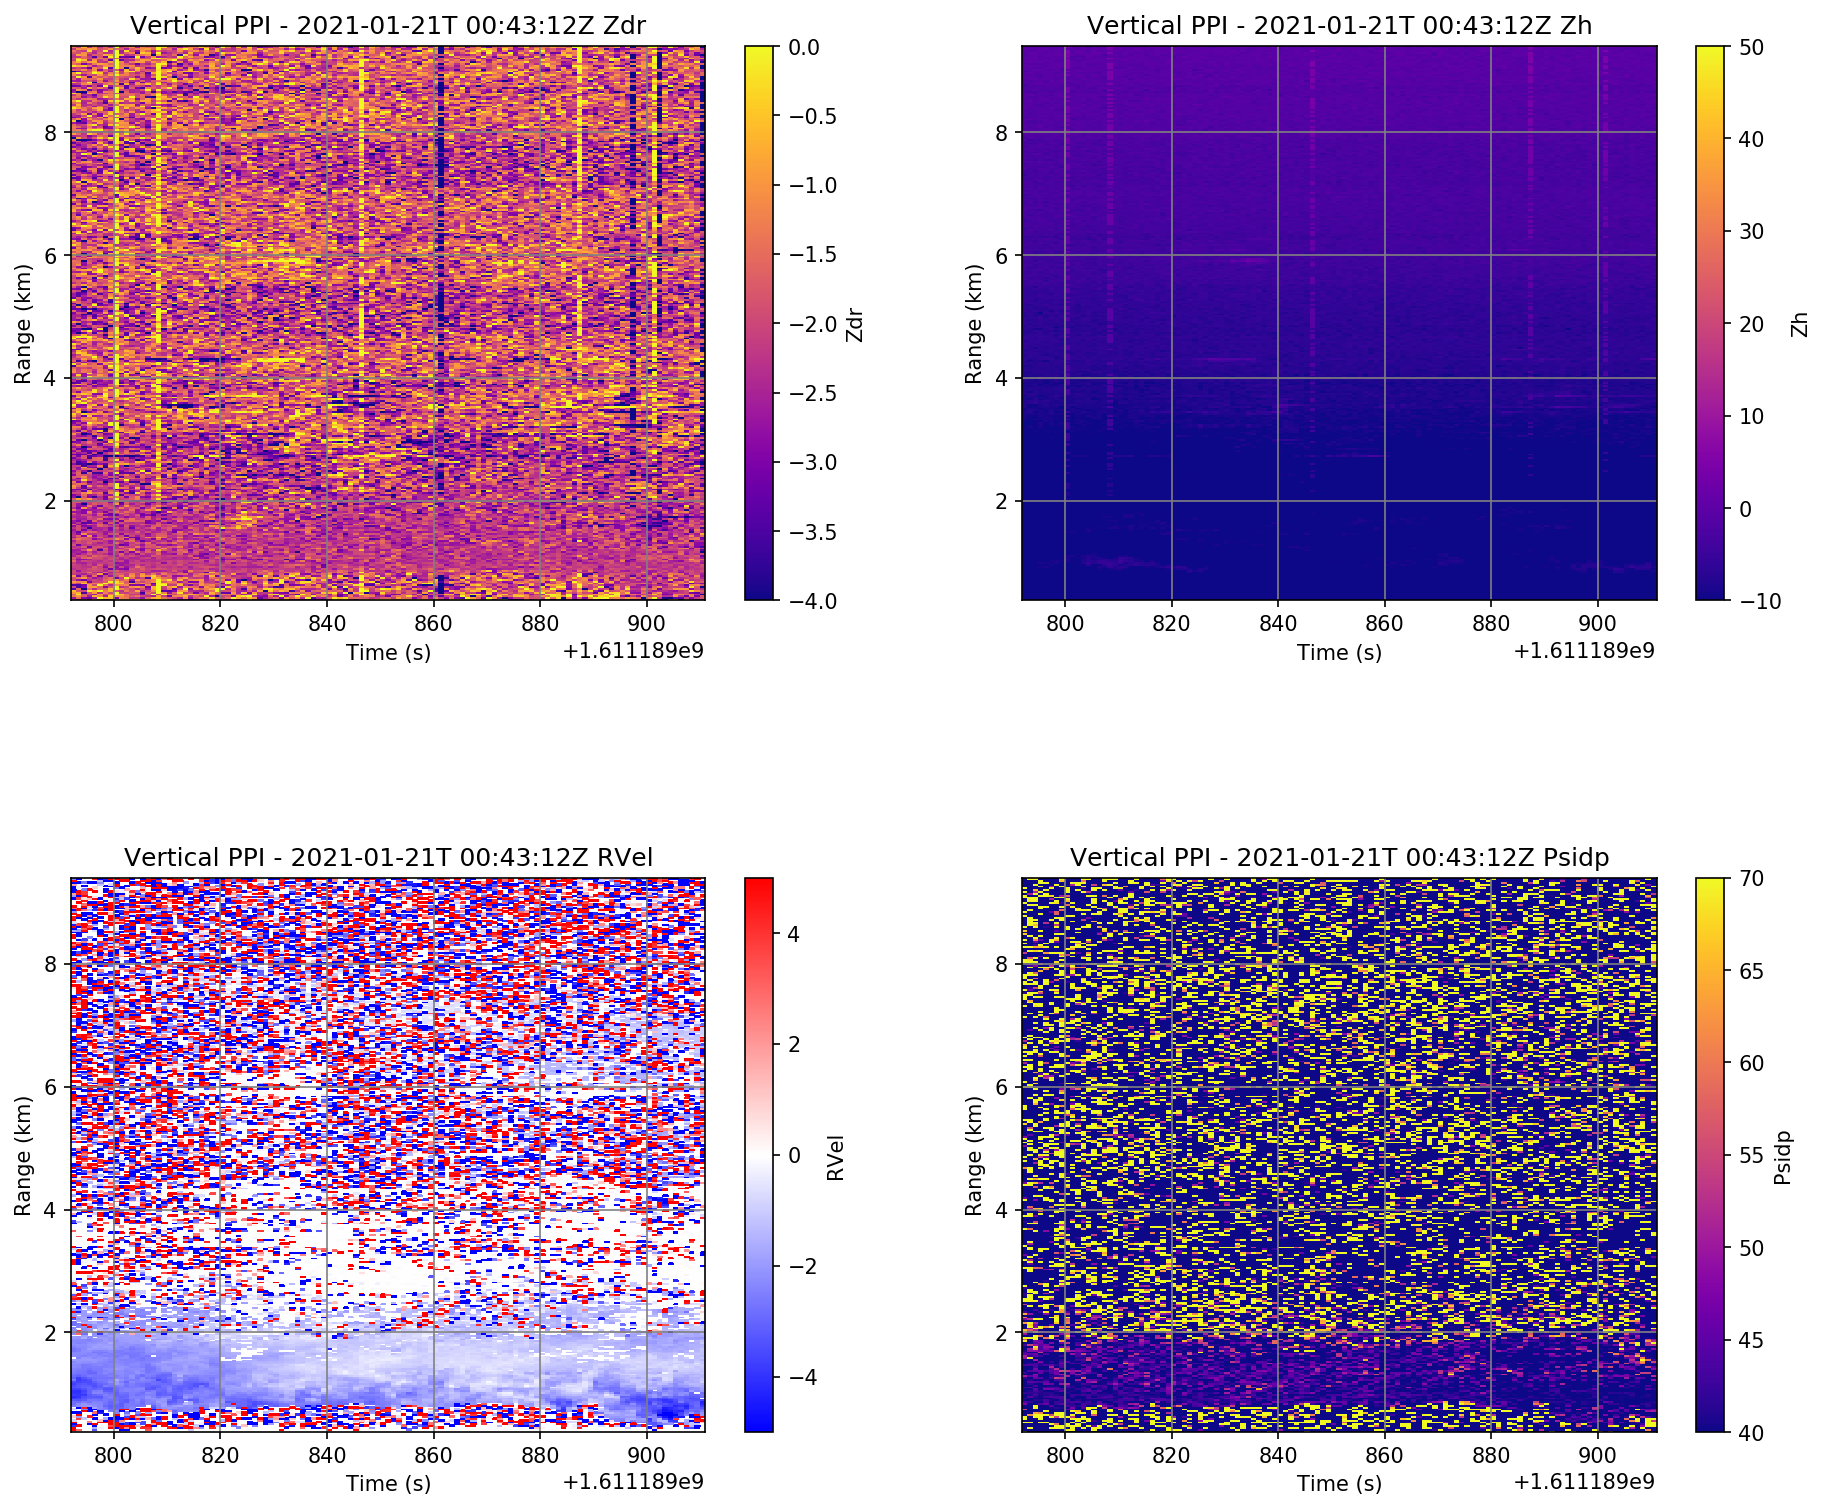 Vertical PPI - 2021-01-21T 00:43:12Z Zdr
Range (km)
8
6
4
2
800 820 840 860 880 900
Time (s)
+1.611189e9
0.0
−0.5
−1.0
−1.5
−2.0
−2.5
−3.0
−3.5
−4.0
Zdr
Vertical PPI - 2021-01-21T 00:43:12Z Zh
Range (km)
8
6
4
2
800 820 840 860 880 900
Time (s)
+1.611189e9
50
40
30
20
10
0
−10
Zh
Vertical PPI - 2021-01-21T 00:43:12Z RVel
Range (km)
8
6
4
2
800 820 840 860 880 900
Time (s)
+1.611189e9
4
2
0
−2
−4
RVel
Vertical PPI - 2021-01-21T 00:43:12Z Psidp
Range (km)
8
6
4
2
800 820 840 860 880 900
Time (s)
+1.611189e9
70
65
60
55
50
45
40
Psidp